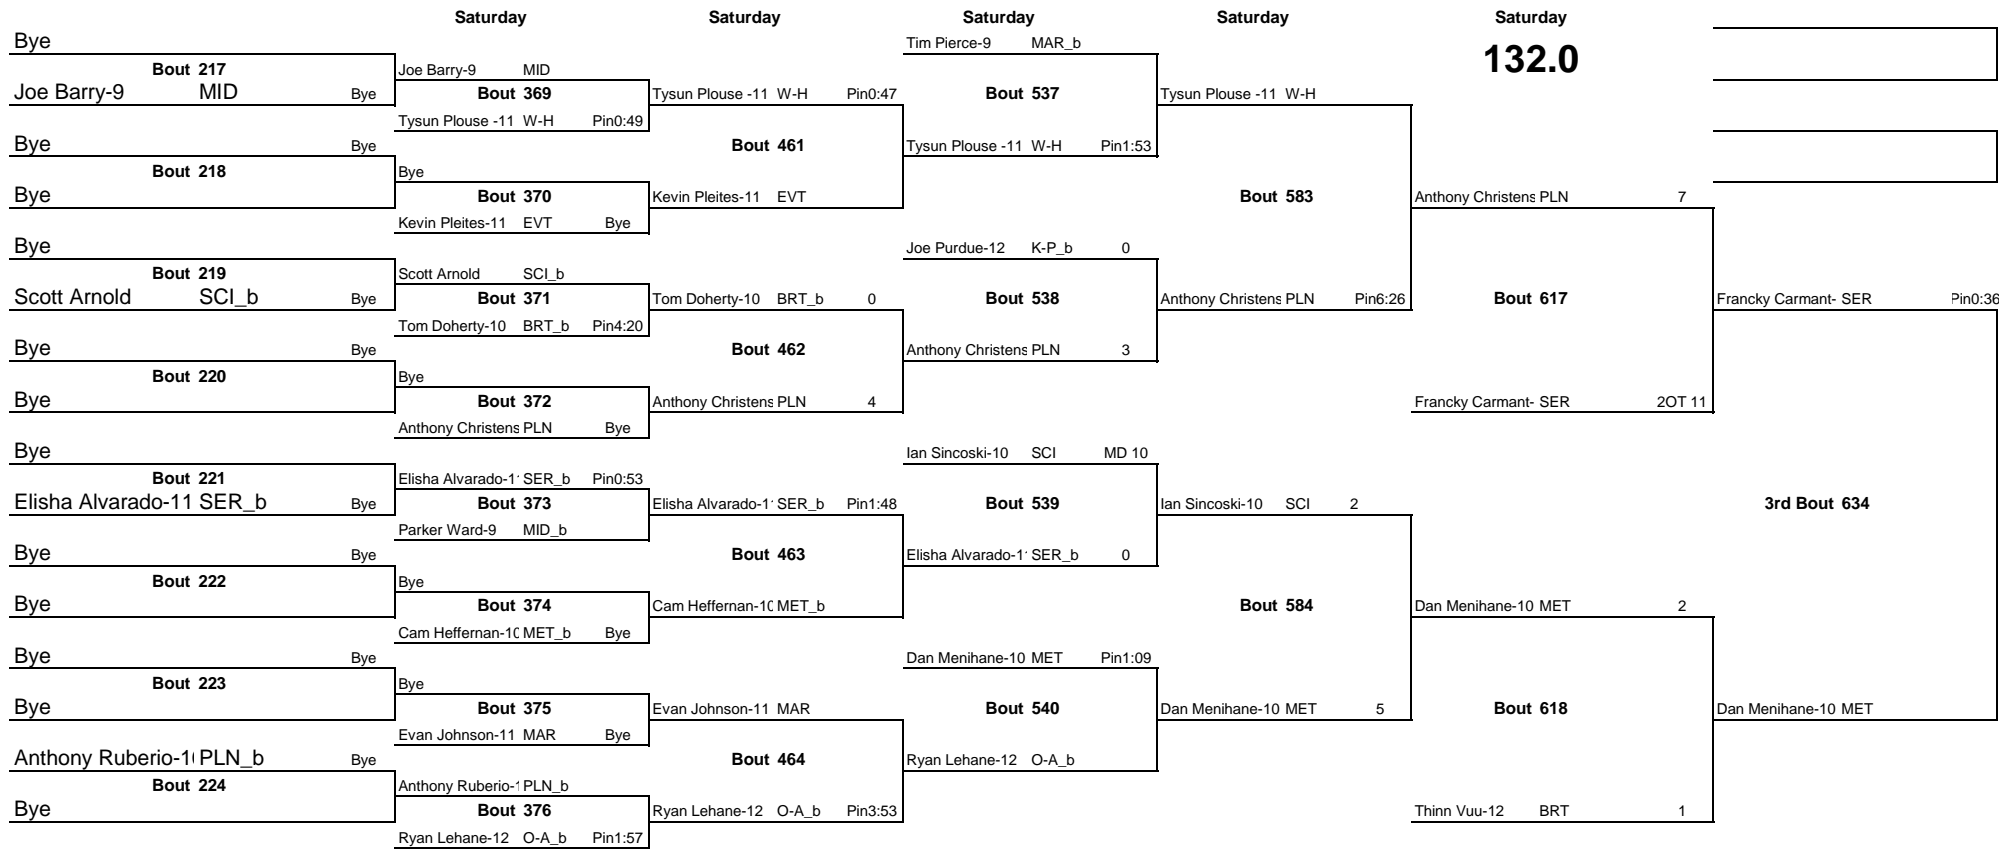 Saturday Saturday Saturday Saturday Saturday
132.0
Bye
Bout 217
Joe Barry-9 MID Bye
Bye Bye
Bout 218
Bye
Bye
Bout 219
Scott Arnold SCI_b Bye
Bye Bye
Bout 220
Bye
Bye
Bout 221
Elisha Alvarado-11 SER_b Bye
Bye Bye
Bout 222
Bye
Bye Bye
Bout 223
Bye
Anthony Ruberio-1( PLN_b Bye
Bout 224
Bye
Joe Barry-9 MID
Bout 369
Tysun Plouse -11 W-H Pin0:49
Bye
Bout 370
Kevin Pleites-11 EVT Bye
Scott Arnold SCI_b
Bout 371
Tom Doherty-10 BRT_b Pin4:20
Bye
Bout 372
Anthony Christens PLN Bye
Elisha Alvarado-1 SER_b Pin0:53
Bout 373
Parker Ward-9 MID_b
Bye
Bout 374
Cam Heffernan-10 MET_b Bye
Bye
Bout 375
Evan Johnson-11 MAR Bye
Anthony Ruberio-1 PLN_b
Bout 376
Ryan Lehane-12 O-A_b Pin1:57
Tysun Plouse -11 W-H Pin0:47
Bout 461
Kevin Pleites-11 EVT
Tom Doherty-10 BRT_b 0
Bout 462
Anthony Christens PLN 4
Elisha Alvarado-1 SER_b Pin1:48
Bout 463
Cam Heffernan-10 MET_b
Evan Johnson-11 MAR
Bout 464
Ryan Lehane-12 O-A_b Pin3:53
Tim Pierce-9 MAR_b
Bout 537
Tysun Plouse -11 W-H Pin1:53
Joe Purdue-12 K-P_b 0
Bout 538
Anthony Christens PLN 3
Ian Sincoski-10 SCI MD 10
Bout 539
Elisha Alvarado-1 SER_b 0
Dan Menihane-10 MET Pin1:09
Bout 540
Ryan Lehane-12 O-A_b
Tysun Plouse -11 W-H
Bout 583
Anthony Christens PLN Pin6:26
Ian Sincoski-10 SCI 2
Bout 584
Dan Menihane-10 MET 5
Anthony Christens PLN 7
Bout 617
Francky Carmant- SER 2OT 11
Dan Menihane-10 MET 2
Bout 618
Thinn Vuu-12 BRT 1
Francky Carmant- SER Pin0:36
3rd Bout 634
Dan Menihane-10 MET